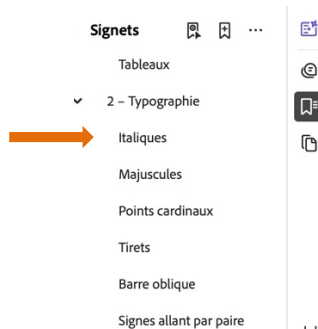 Signets
Tableaux
2 – Typographie
Italiques
Majuscules
Points cardinaux
Tirets
Barre oblique
Signes allant par paire